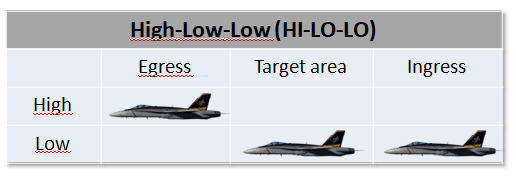 High-Low-Low (HI-LO-LO)
Egress Target area Ingress
High
Low